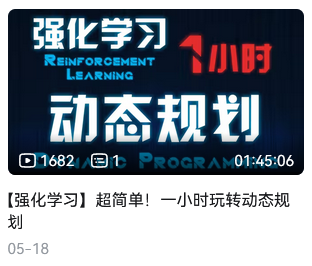 强化学习
REINFORCEMENT
LEARNING
1小时
动态规划
DYNAMIC PROGRAMMING
1682 1 01:45:06
【强化学习】超简单！一小时玩转动态规
划
05-18